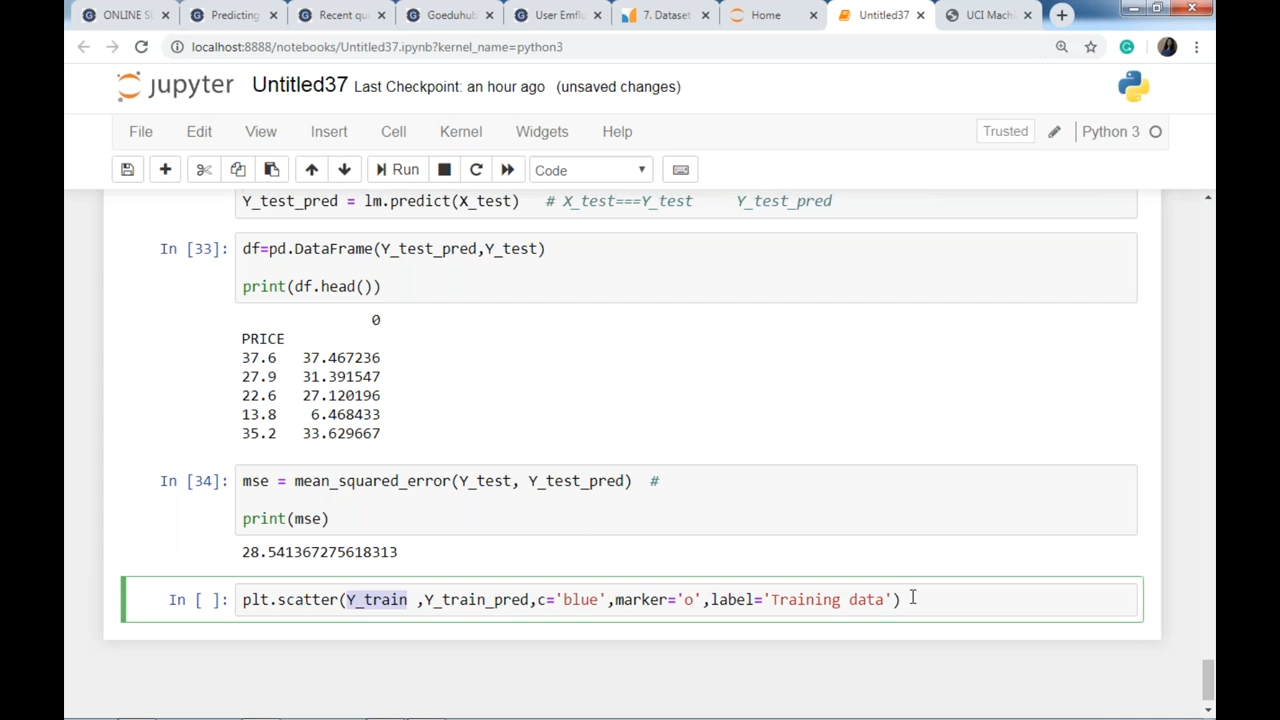 ONLINE SU
Predicting
Recent qu
Goeduhub
User Emflu
7. Dataset
Home
Untitled37
UCI Machi
localhost:8888/notebooks/Untitled37.ipynb?kernel_name=python3
jupyter Untitled37 Last Checkpoint: an hour ago (unsaved changes)
File Edit View Insert Cell Kernel Widgets Help Trusted Python 3
Run Code
Y_test_pred = lm.predict(X_test) # X_test===Y_test Y_test_pred
In [33]: df=pd.DataFrame(Y_test_pred,Y_test)
print(df.head())
0
PRICE
37.6 37.467236
27.9 31.391547
22.6 27.120196
13.8 6.468433
35.2 33.629667
In [34]: mse = mean_squared_error(Y_test, Y_test_pred) #
print(mse)
28.541367275618313
In [ ]: plt.scatter(Y_train ,Y_train_pred,c='blue',marker='o',label='Training data')